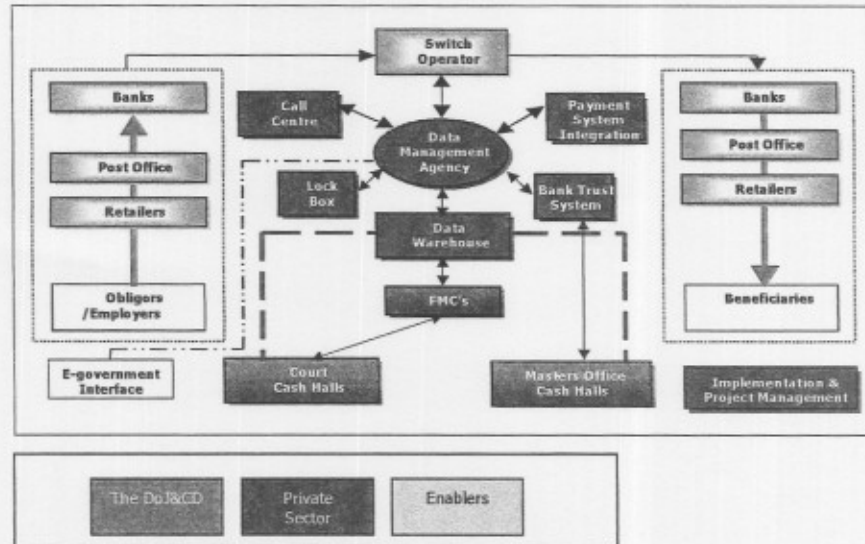 Switch
Operator
Banks
Post Office
Retailers
Obligors
/Employers
E-government
Interface
Call
Centre
Data
Management
Agency
Payment
System
Integration
Lock
Box
Bank Trust
System
Data
Warehouse
FMC's
Court
Cash Halls
Masters Office
Cash Halls
Banks
Post Office
Retailers
Beneficiaries
Implementation &
Project Management
The DoJ&CD
Private
Sector
Enablers